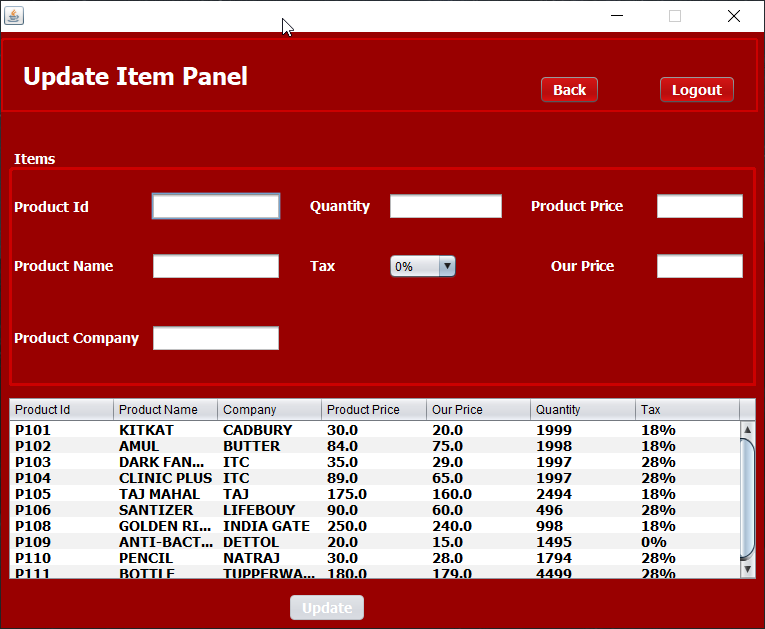 Update Item Panel
Back Logout
Items
Product Id Quantity Product Price
Product Name Tax 0% Our Price
Product Company
Product Id Product Name Company Product Price Our Price Quantity Tax
P101 KITKAT CADBURY 30.0 20.0 1999 18%
P102 AMUL BUTTER 84.0 75.0 1998 18%
P103 DARK FAN... ITC 35.0 29.0 1997 28%
P104 CLINIC PLUS ITC 89.0 65.0 1997 28%
P105 TAJ MAHAL TAJ 175.0 160.0 2494 18%
P106 SANTIZER LIFEBOUY 90.0 60.0 496 28%
P108 GOLDEN RI... INDIA GATE 250.0 240.0 998 18%
P109 ANTI-BACT... DETTOL 20.0 15.0 1495 0%
P110 PENCIL NATRAJ 30.0 28.0 1794 28%
P111 BOTTLE TUPPERWA... 180.0 179.0 4499 28%
Update